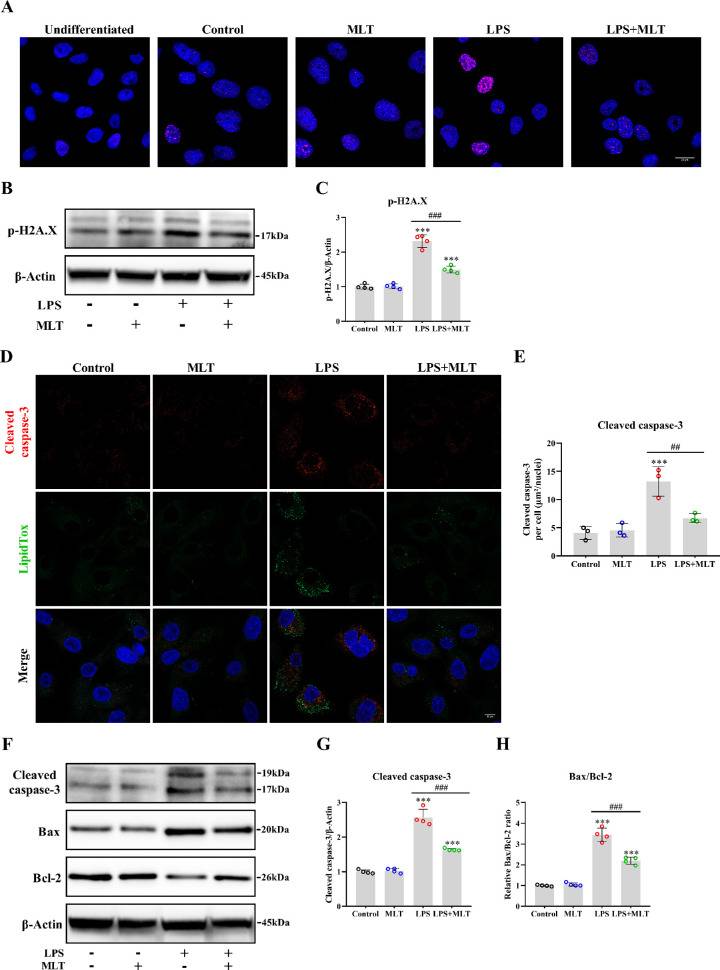 A
Undifferentiated Control MLT LPS LPS+MLT
B
p-H2A.X
17kDa
β-Actin
45kDa
LPS - - + +
MLT - + - +
C
p-H2A.X
###
***
***
p-H2A.X/β-Actin
3
2
1
0
Control MLT LPS LPS+MLT
D
Control MLT LPS LPS+MLT
Cleaved
caspase-3
LipidTox
Merge
E
Cleaved caspase-3
##
***
Cleaved caspase-3
per cell (μm²/nuclei)
20
15
10
5
0
Control MLT LPS LPS+MLT
F
Cleaved
caspase-3
19kDa
17kDa
Bax
20kDa
Bcl-2
26kDa
β-Actin
45kDa
LPS - - + +
MLT - + - +
G
Cleaved caspase-3
###
***
***
Cleaved caspase-3/β-Actin
3
2
1
0
Control MLT LPS LPS+MLT
H
Bax/Bcl-2
###
***
***
Relative Bax/Bcl-2 ratio
5
4
3
2
1
0
Control MLT LPS LPS+MLT